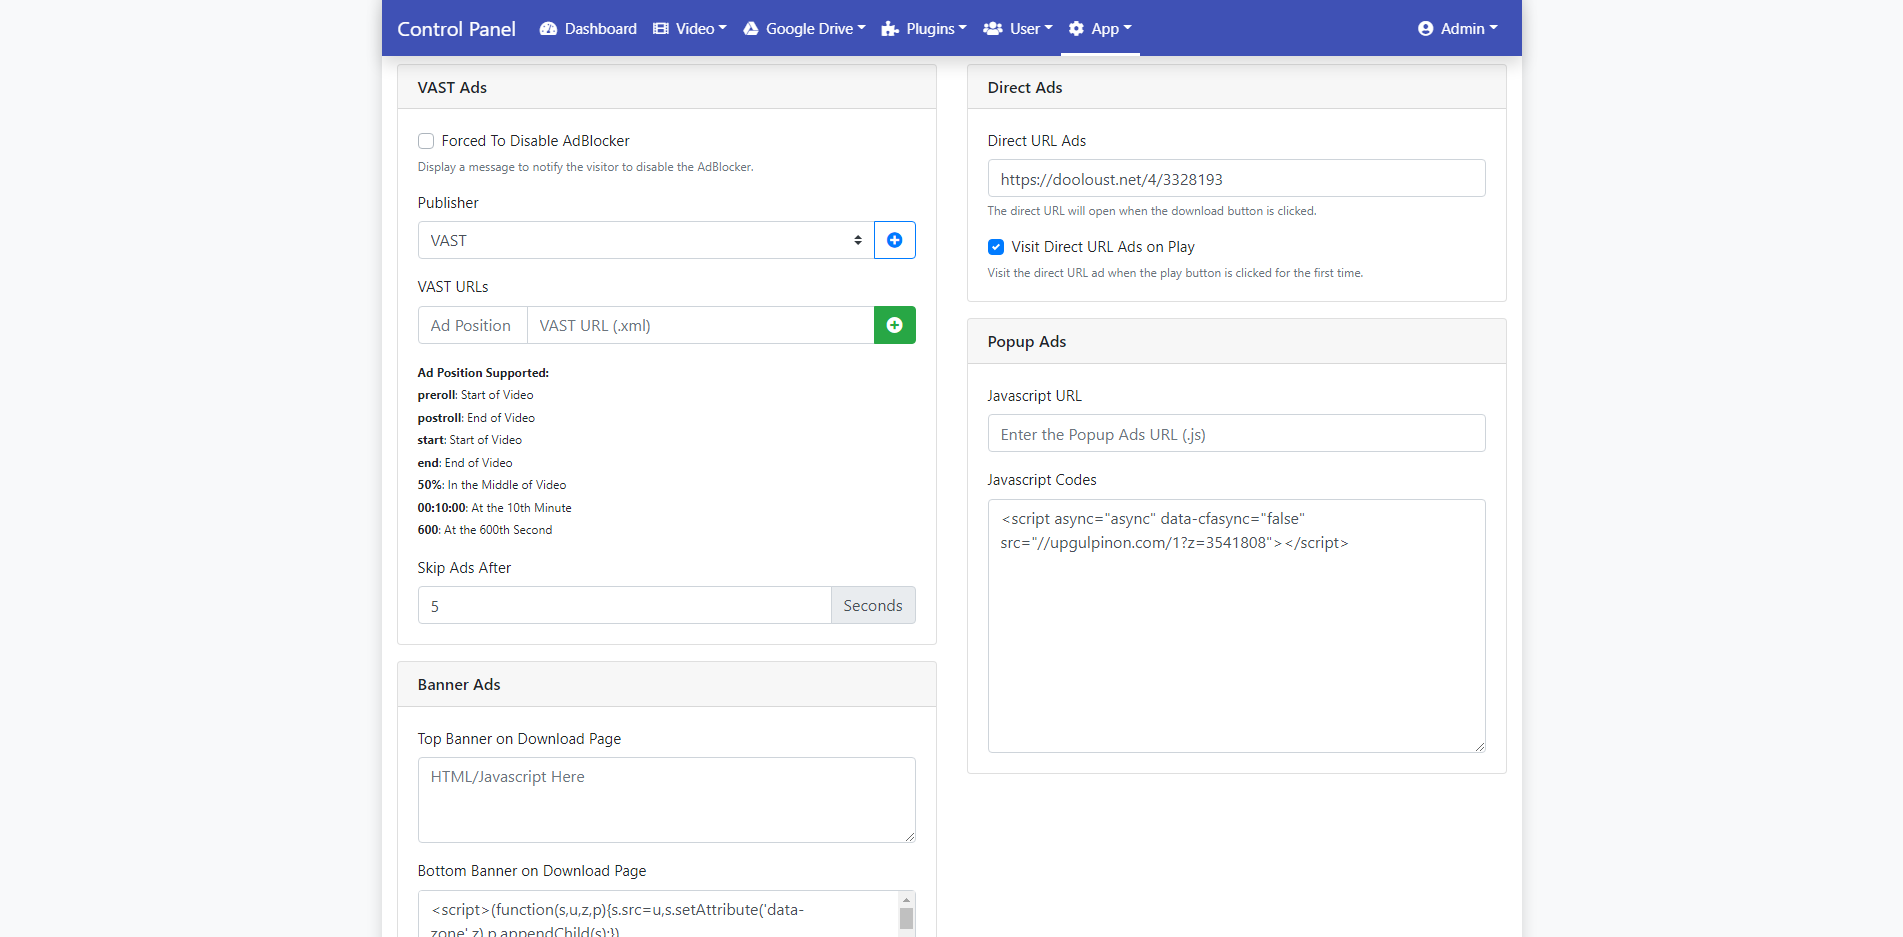 Control Panel
Dashboard
Video
Google Drive
Plugins
User
App
Admin
VAST Ads
Forced To Disable AdBlocker
Display a message to notify the visitor to disable the AdBlocker.
Publisher
VAST
VAST URLs
Ad Position
VAST URL (.xml)
Ad Position Supported:
preroll: Start of Video
postroll: End of Video
start: Start of Video
end: End of Video
50%: In the Middle of Video
00:10:00: At the 10th Minute
600: At the 600th Second
Skip Ads After
5
Seconds
Banner Ads
Top Banner on Download Page
HTML/Javascript Here
Bottom Banner on Download Page
<script>(function(s,u,z,p){s.src=u,s.setAttribute('data-
zone',z),p.appendChild(s);})
Direct Ads
Direct URL Ads
https://dooloust.net/4/3328193
The direct URL will open when the download button is clicked.
Visit Direct URL Ads on Play
Visit the direct URL ad when the play button is clicked for the first time.
Popup Ads
Javascript URL
Enter the Popup Ads URL (.js)
Javascript Codes
<script async="async" data-cfasync="false"
src="//upgulpinon.com/1?z=3541808"></script>